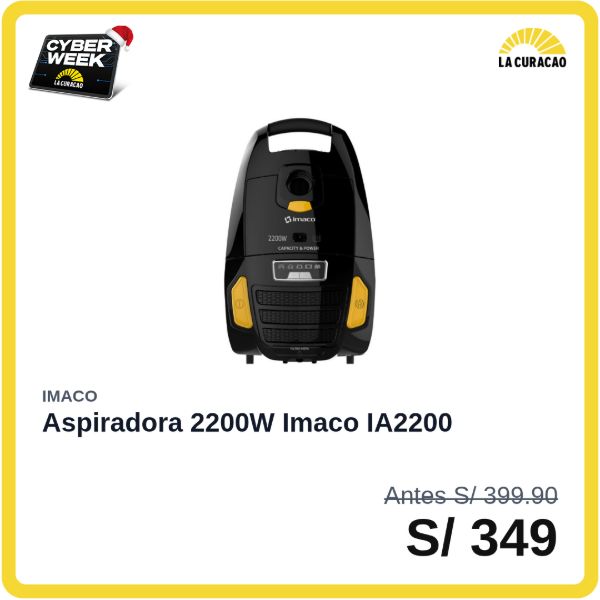 CYBER
WEEK
LA CURACAO
LA CURACAO
imaco
2200W
CAPACITY & POWER
IMACO
Aspiradora 2200W Imaco IA2200
Antes S/ 399.90
S/ 349